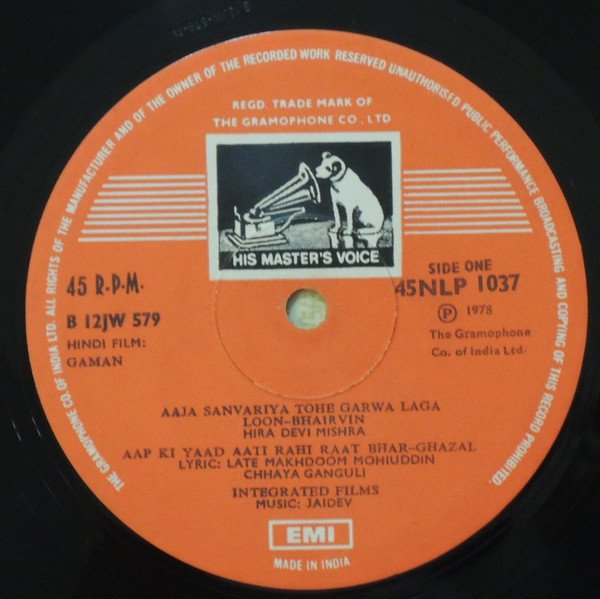 THE GRAMOPHONE CO. OF INDIA LTD. ALL RIGHTS OF THE MANUFACTURER AND OF THE OWNER OF THE RECORDED WORK RESERVED UNAUTHORISED PUBLIC PERFORMANCE BROADCASTING AND COPYING OF THIS RECORD PROHIBITED.
REGD. TRADE MARK OF
THE GRAMOPHONE CO. LTD
HIS MASTER'S VOICE
45 R·P·M·
B 12JW 579
HINDI FILM:
GAMAN
SIDE ONE
45NLP 1037
Ⓟ 1978
The Gramophone
Co. of India Ltd.
AAJA SANVARIYA TOHE GARWA LAGA
LOON-BHAIRVIN
HIRA DEVI MISHRA
AAP KI YAAD AATI RAHI RAAT BHAR-GHAZAL
LYRIC: LATE MAKHDOOM MOHIUDDIN
CHHAYA GANGULI
INTEGRATED FILMS
MUSIC: JAIDEV
EMI
MADE IN INDIA